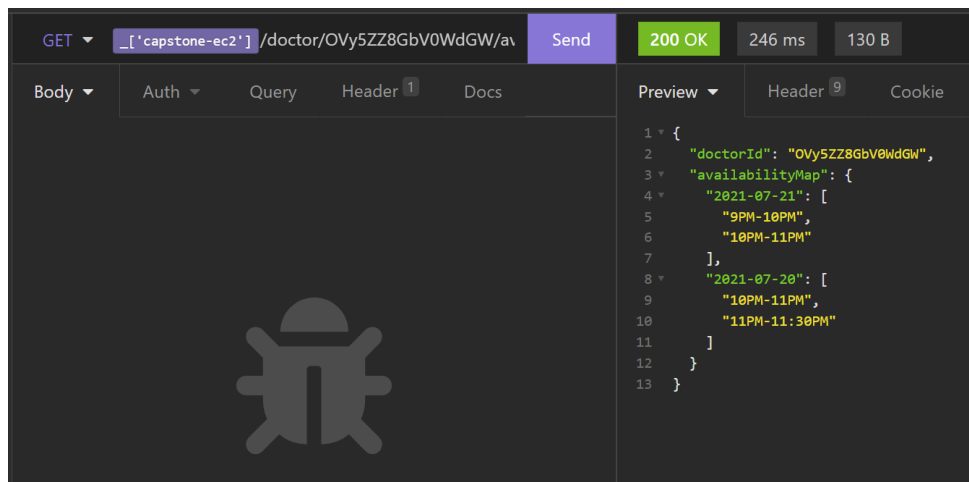 GET _['capstone-ec2'] /doctor/OVy5ZZ8GbV0WdGW/av Send 200 OK 246 ms 130 B
Body Auth Query Header 1 Docs Preview Header 9 Cookie
1 {
2 "doctorId": "OVy5ZZ8GbV0WdGW",
3 "availabilityMap": {
4 "2021-07-21": [
5 "9PM-10PM",
6 "10PM-11PM"
7 ],
8 "2021-07-20": [
9 "10PM-11PM",
10 "11PM-11:30PM"
11 ]
12 }
13 }